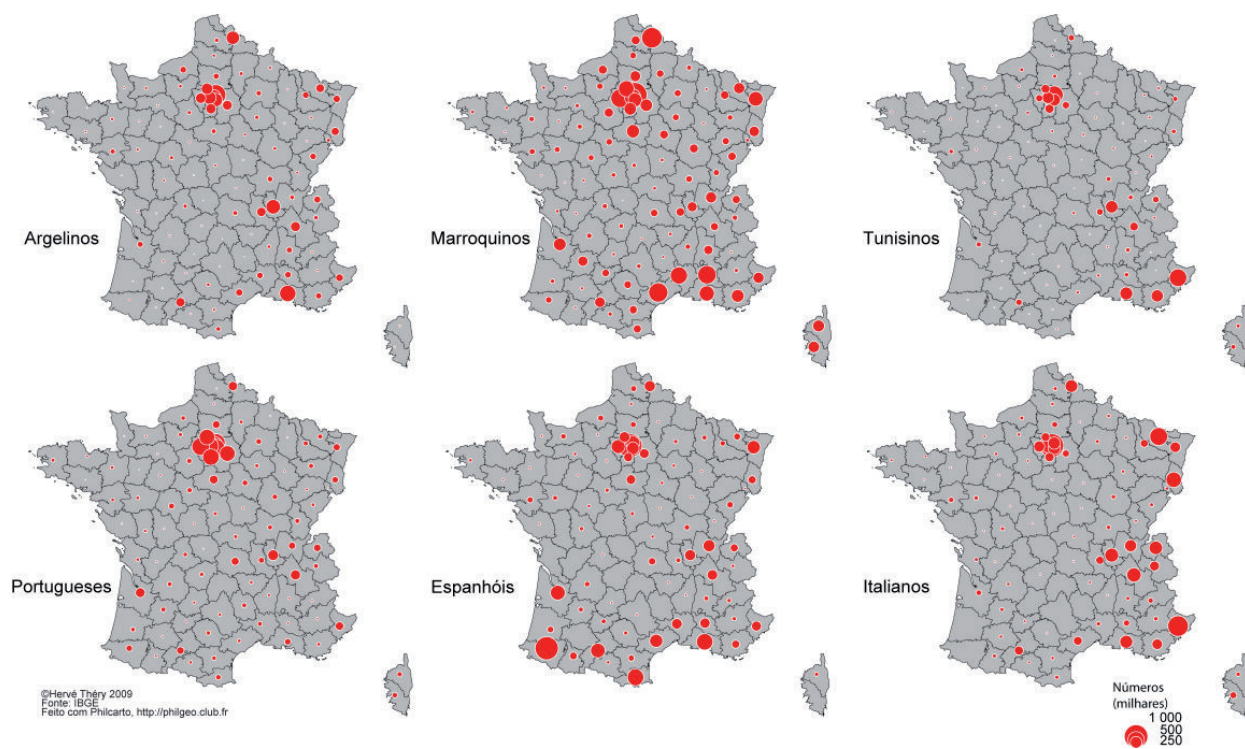 Argelinos
Marroquinos
Tunisinos
Portugueses
Espanhóis
Italianos
©Hervé Théry 2009
Fonte: IBGE
Feito com Philcarto, http://philgeo.club.fr
Números
(milhares)
1 000
500
250